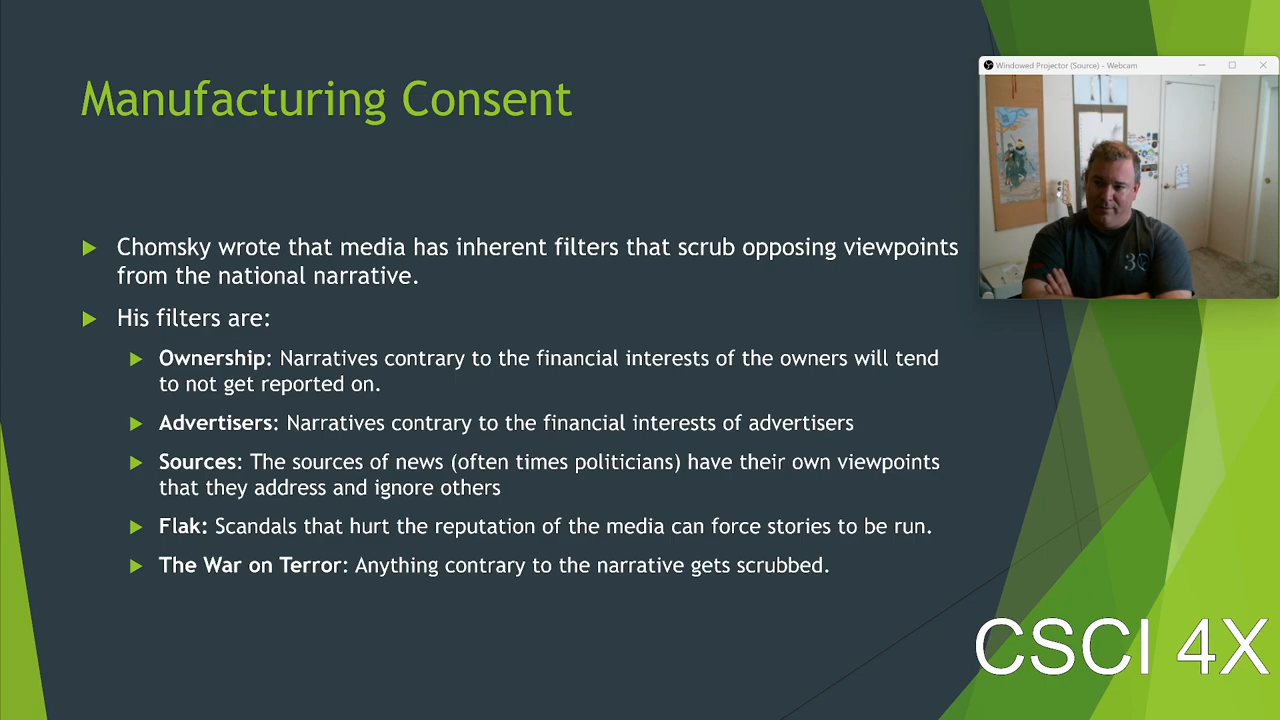 Manufacturing Consent
Windowed Projector (Source) - Webcam
Chomsky wrote that media has inherent filters that scrub opposing viewpoints
from the national narrative.
His filters are:
Ownership: Narratives contrary to the financial interests of the owners will tend
to not get reported on.
Advertisers: Narratives contrary to the financial interests of advertisers
Sources: The sources of news (often times politicians) have their own viewpoints
that they address and ignore others
Flak: Scandals that hurt the reputation of the media can force stories to be run.
The War on Terror: Anything contrary to the narrative gets scrubbed.
CSCI 4X